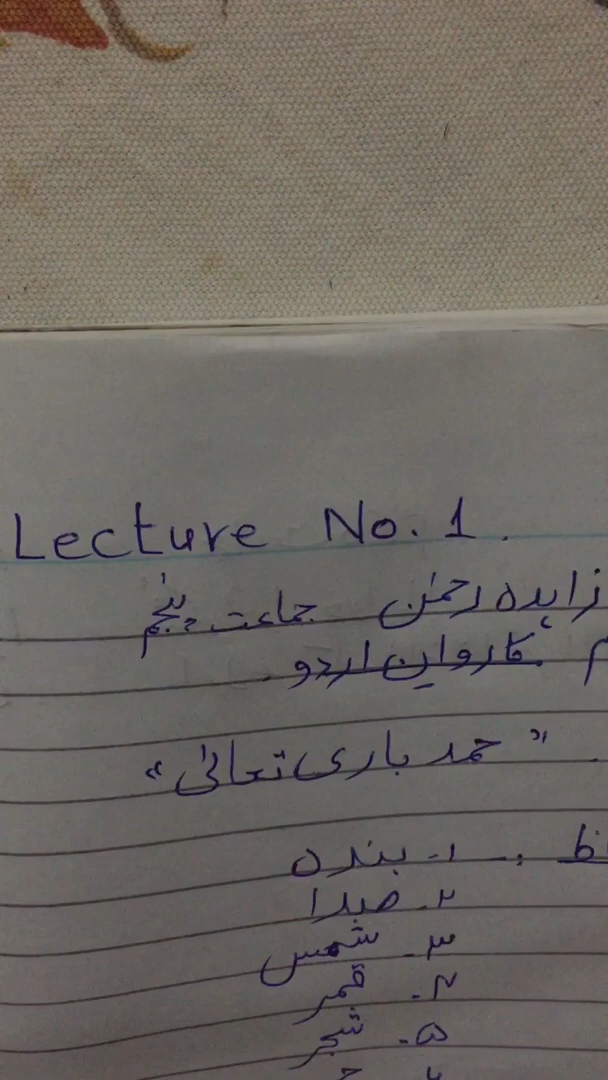 Lecture No. 1.
زاہدہ رحمٰن جماعت پنجم
م کاروانِ اردو
"حمد باری تعالیٰ"
۱۔ بندہ
۲۔ صدا
۳۔ شمس
۴۔ قمر
۵۔ شجر